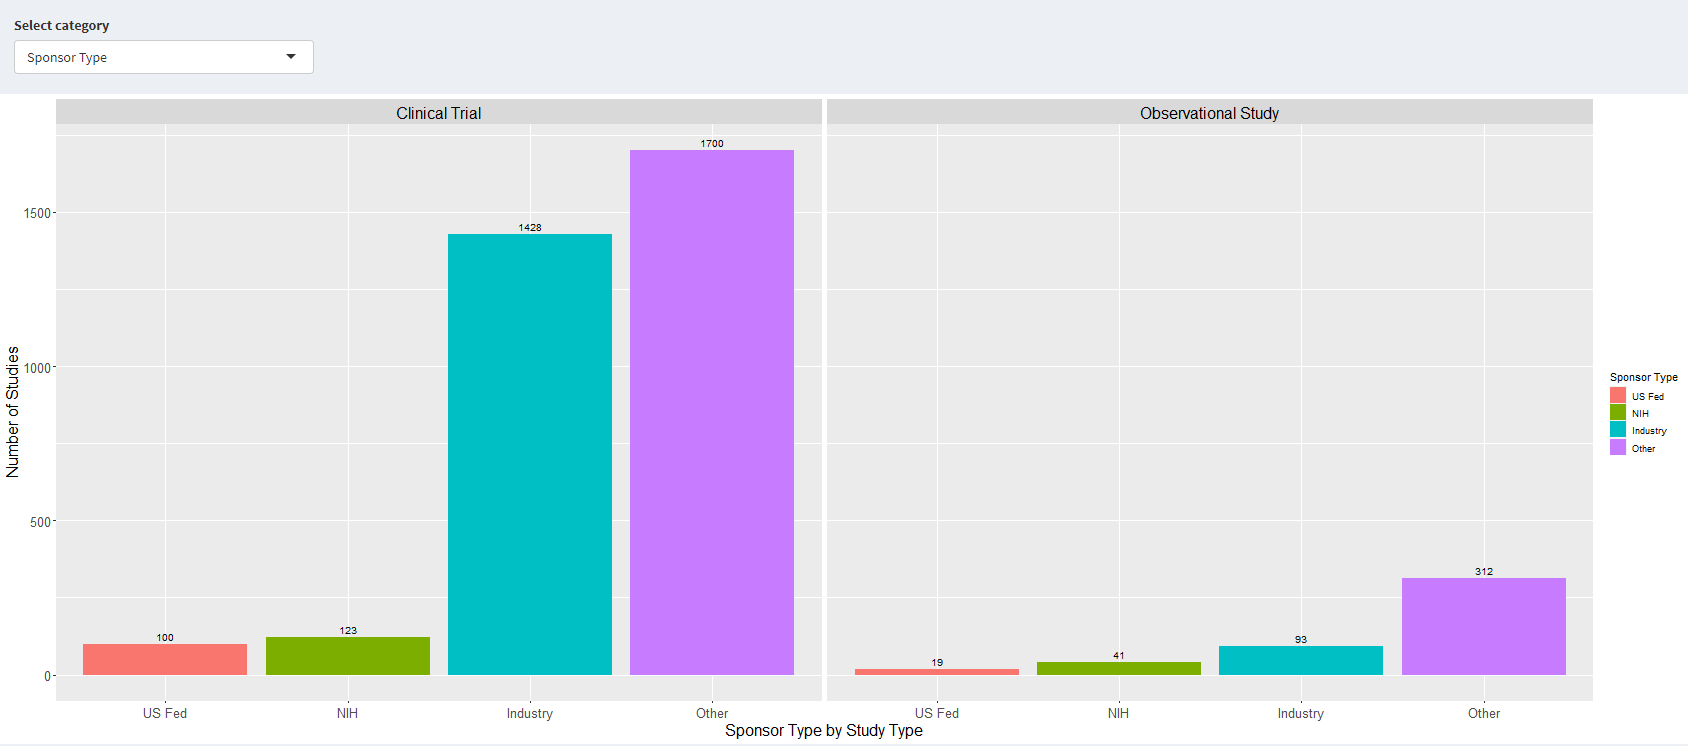 Select category
Sponsor Type
Clinical Trial
Observational Study
1700
1428
123
100
312
93
41
19
1500
1000
500
0
Number of Studies
US Fed
NIH
Industry
Other
US Fed
NIH
Industry
Other
Sponsor Type by Study Type
Sponsor Type
US Fed
NIH
Industry
Other